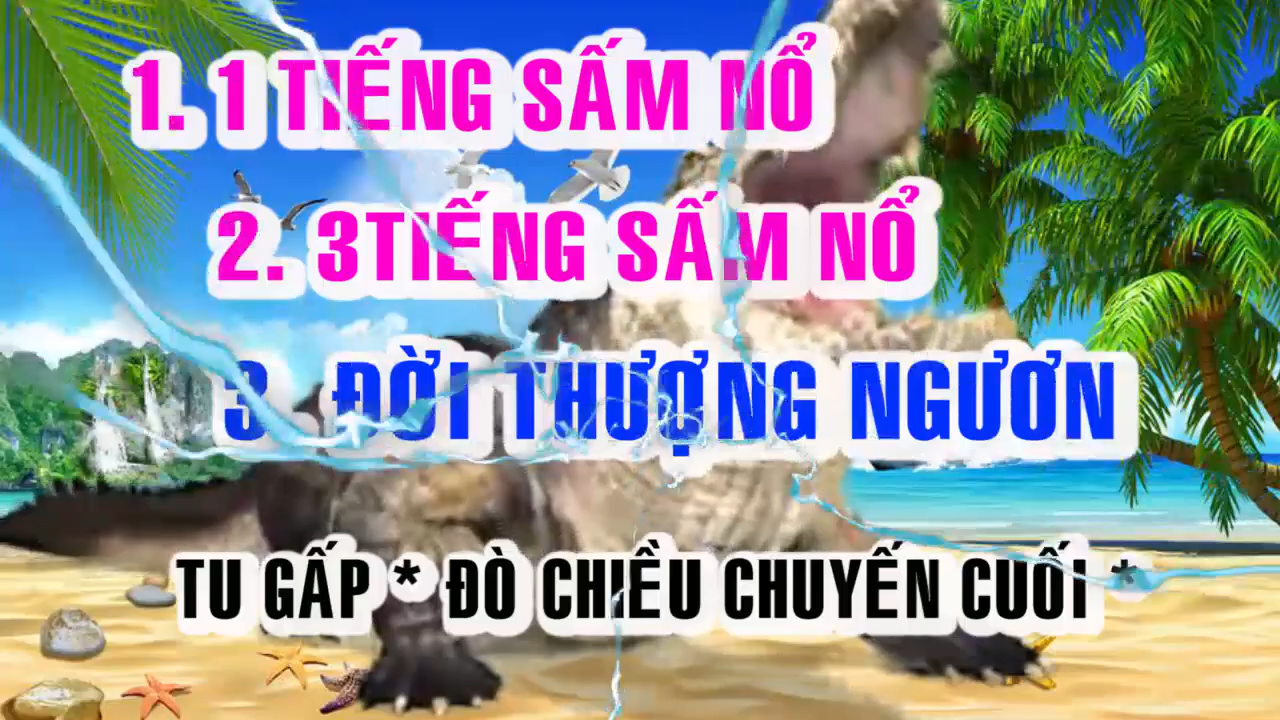 1. 1 TIẾNG SẤM NỔ
2. 3TIẾNG SẤM NỔ
3. ĐỜI THƯỢNG NGƯƠN
TU GẤP * ĐÒ CHIỀU CHUYẾN CUỐI *